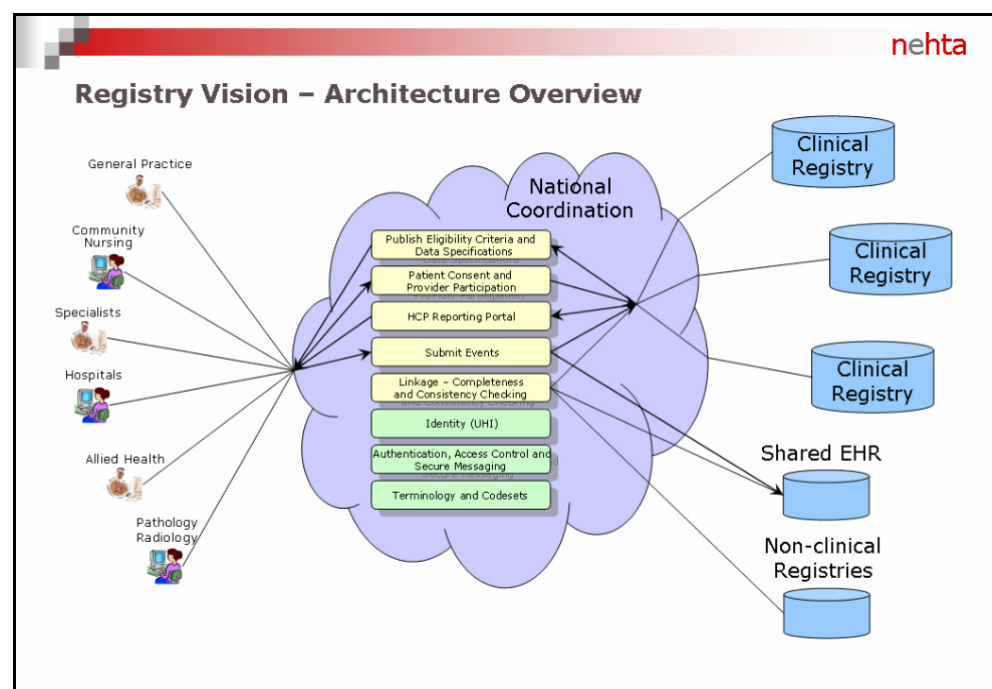 nehta
Registry Vision – Architecture Overview
General Practice
Community
Nursing
Specialists
Hospitals
Allied Health
Pathology
Radiology
National
Coordination
Publish Eligibility Criteria and
Data Specifications
Patient Consent and
Provider Participation
HCP Reporting Portal
Submit Events
Linkage – Completeness
and Consistency Checking
Identity (UHI)
Authentication, Access Control and
Secure Messaging
Terminology and Codesets
Clinical
Registry
Clinical
Registry
Clinical
Registry
Shared EHR
Non-clinical
Registries